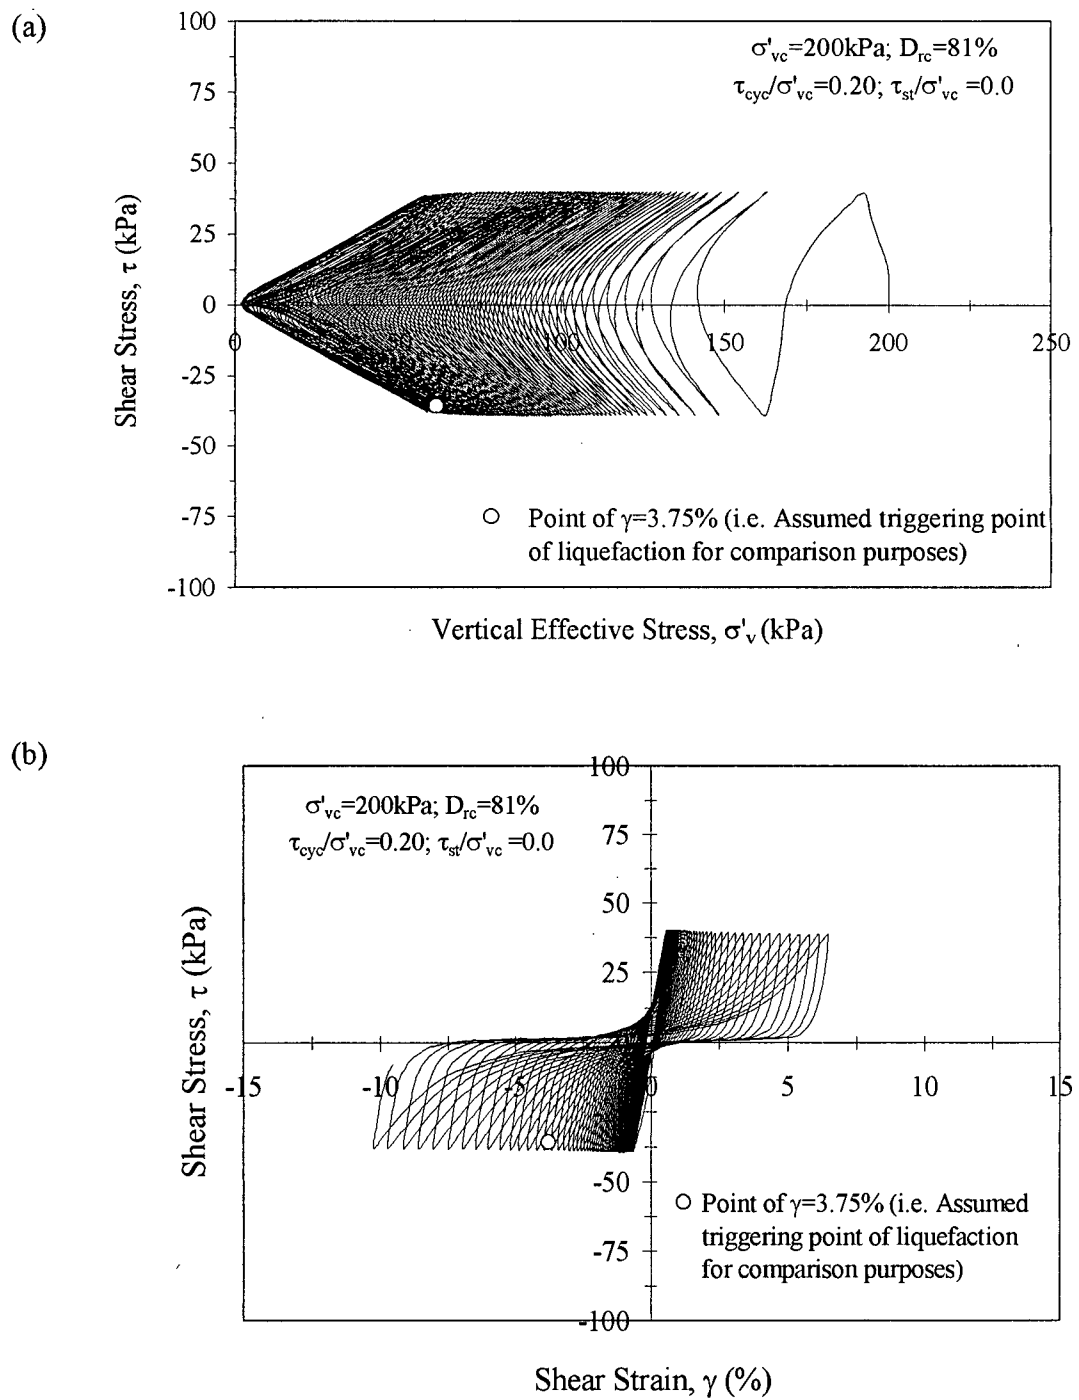 (a)
100
75
50
25
0
-25
-50
-75
-100
Shear Stress, τ (kPa)
σ'vc=200kPa; Drc=81%
τcyc/σ'vc=0.20; τst/σ'vc =0.0
0
100
150
200
250
Point of γ=3.75% (i.e. Assumed triggering point
of liquefaction for comparison purposes)
Vertical Effective Stress, σ'v (kPa)
(b)
100
75
50
25
-50
-75
-100
Shear Stress, τ (kPa)
σ'vc=200kPa; Drc=81%
τcyc/σ'vc=0.20; τst/σ'vc =0.0
-15
-10
-5
0
5
10
15
Point of γ=3.75% (i.e. Assumed
triggering point of liquefaction
for comparison purposes)
Shear Strain, γ (%)